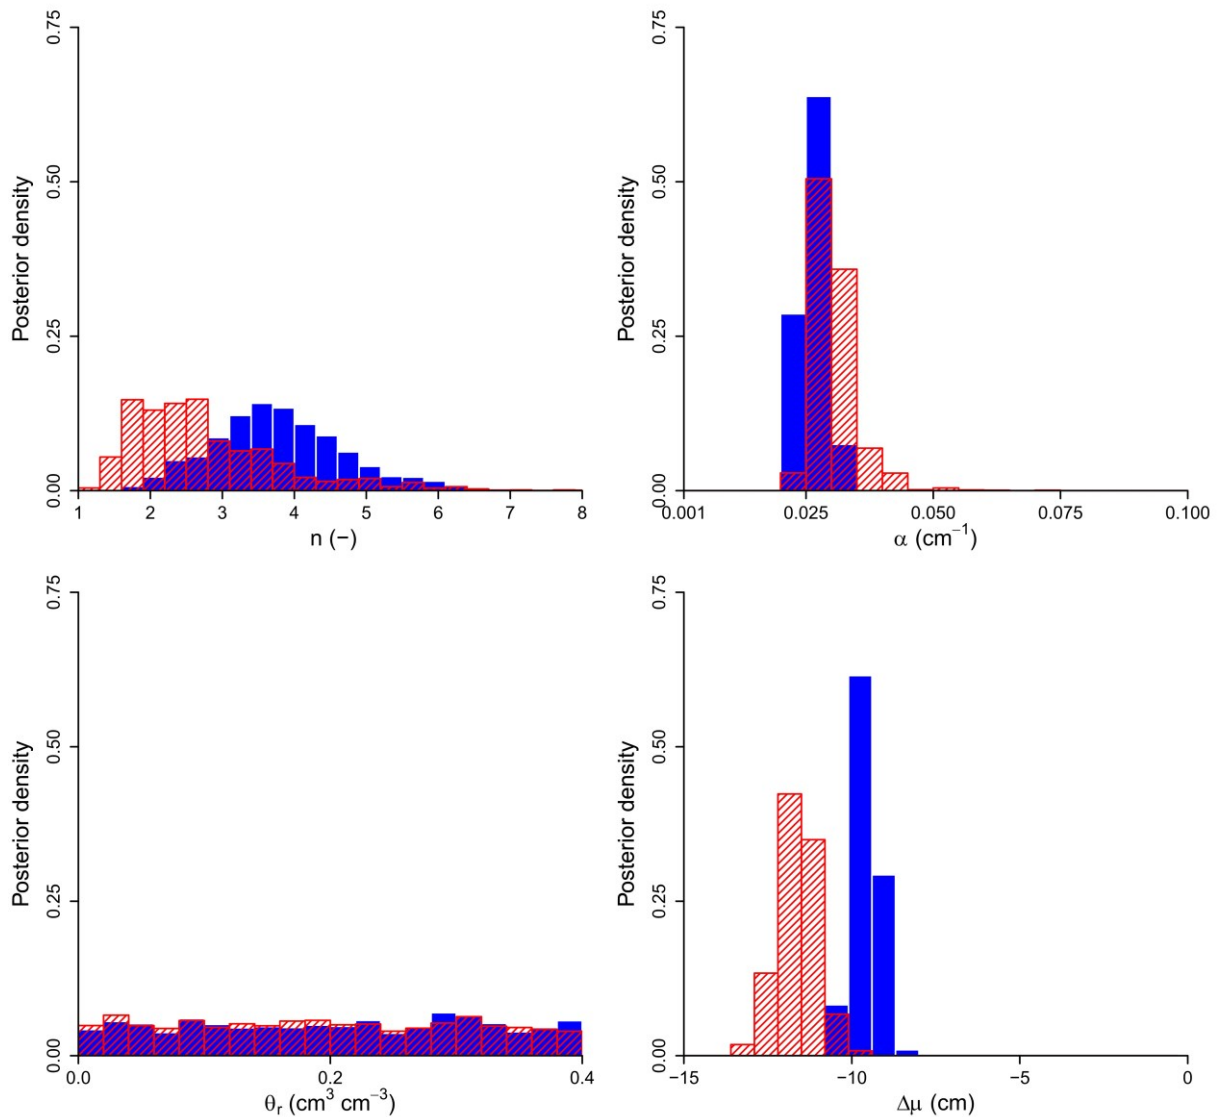 0.75
0.50
0.25
0.00
Posterior density
1 2 3 4 5 6 7 8
n (−)
0.75
0.50
0.25
0.00
Posterior density
0.001 0.025 0.050 0.075 0.100
α (cm⁻¹)
0.75
0.50
0.25
0.00
Posterior density
0.0 0.2 0.4
θᵣ (cm³ cm⁻³)
0.75
0.50
0.25
0.00
Posterior density
−15 −10 −5 0
Δμ (cm)